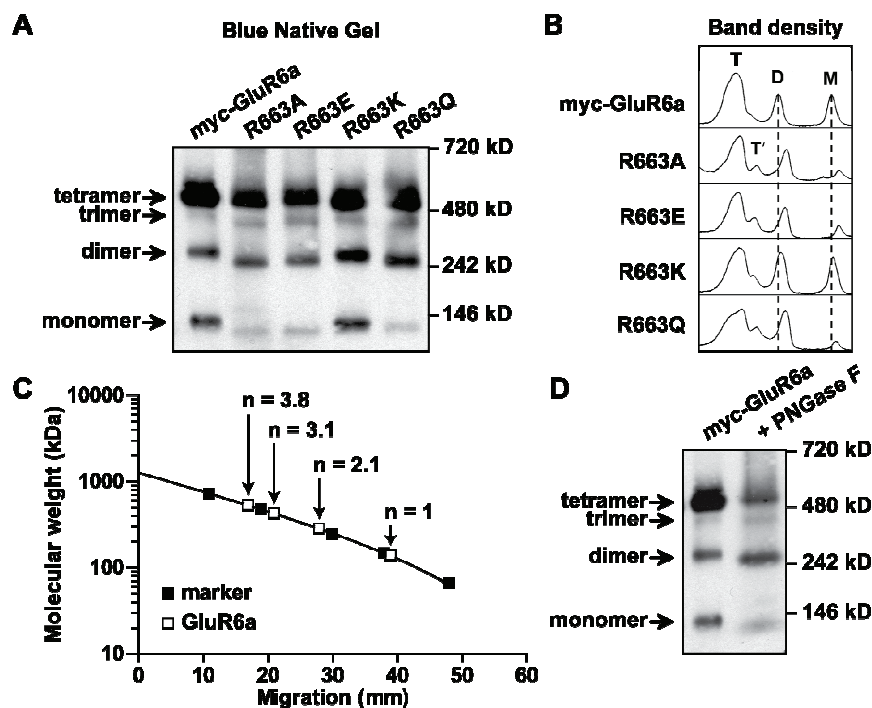 A
Blue Native Gel
myc-GluR6a
R663A
R663E
R663K
R663Q
720 kD
tetramer
480 kD
trimer
dimer
242 kD
146 kD
monomer
B
Band density
T
D
M
myc-GluR6a
T′
R663A
R663E
R663K
R663Q
C
Molecular weight (kDa)
10000
1000
100
10
n = 3.8
n = 3.1
n = 2.1
n = 1
marker
GluR6a
0
10
20
30
40
50
60
Migration (mm)
D
myc-GluR6a
+ PNGase F
720 kD
tetramer
480 kD
trimer
dimer
242 kD
146 kD
monomer